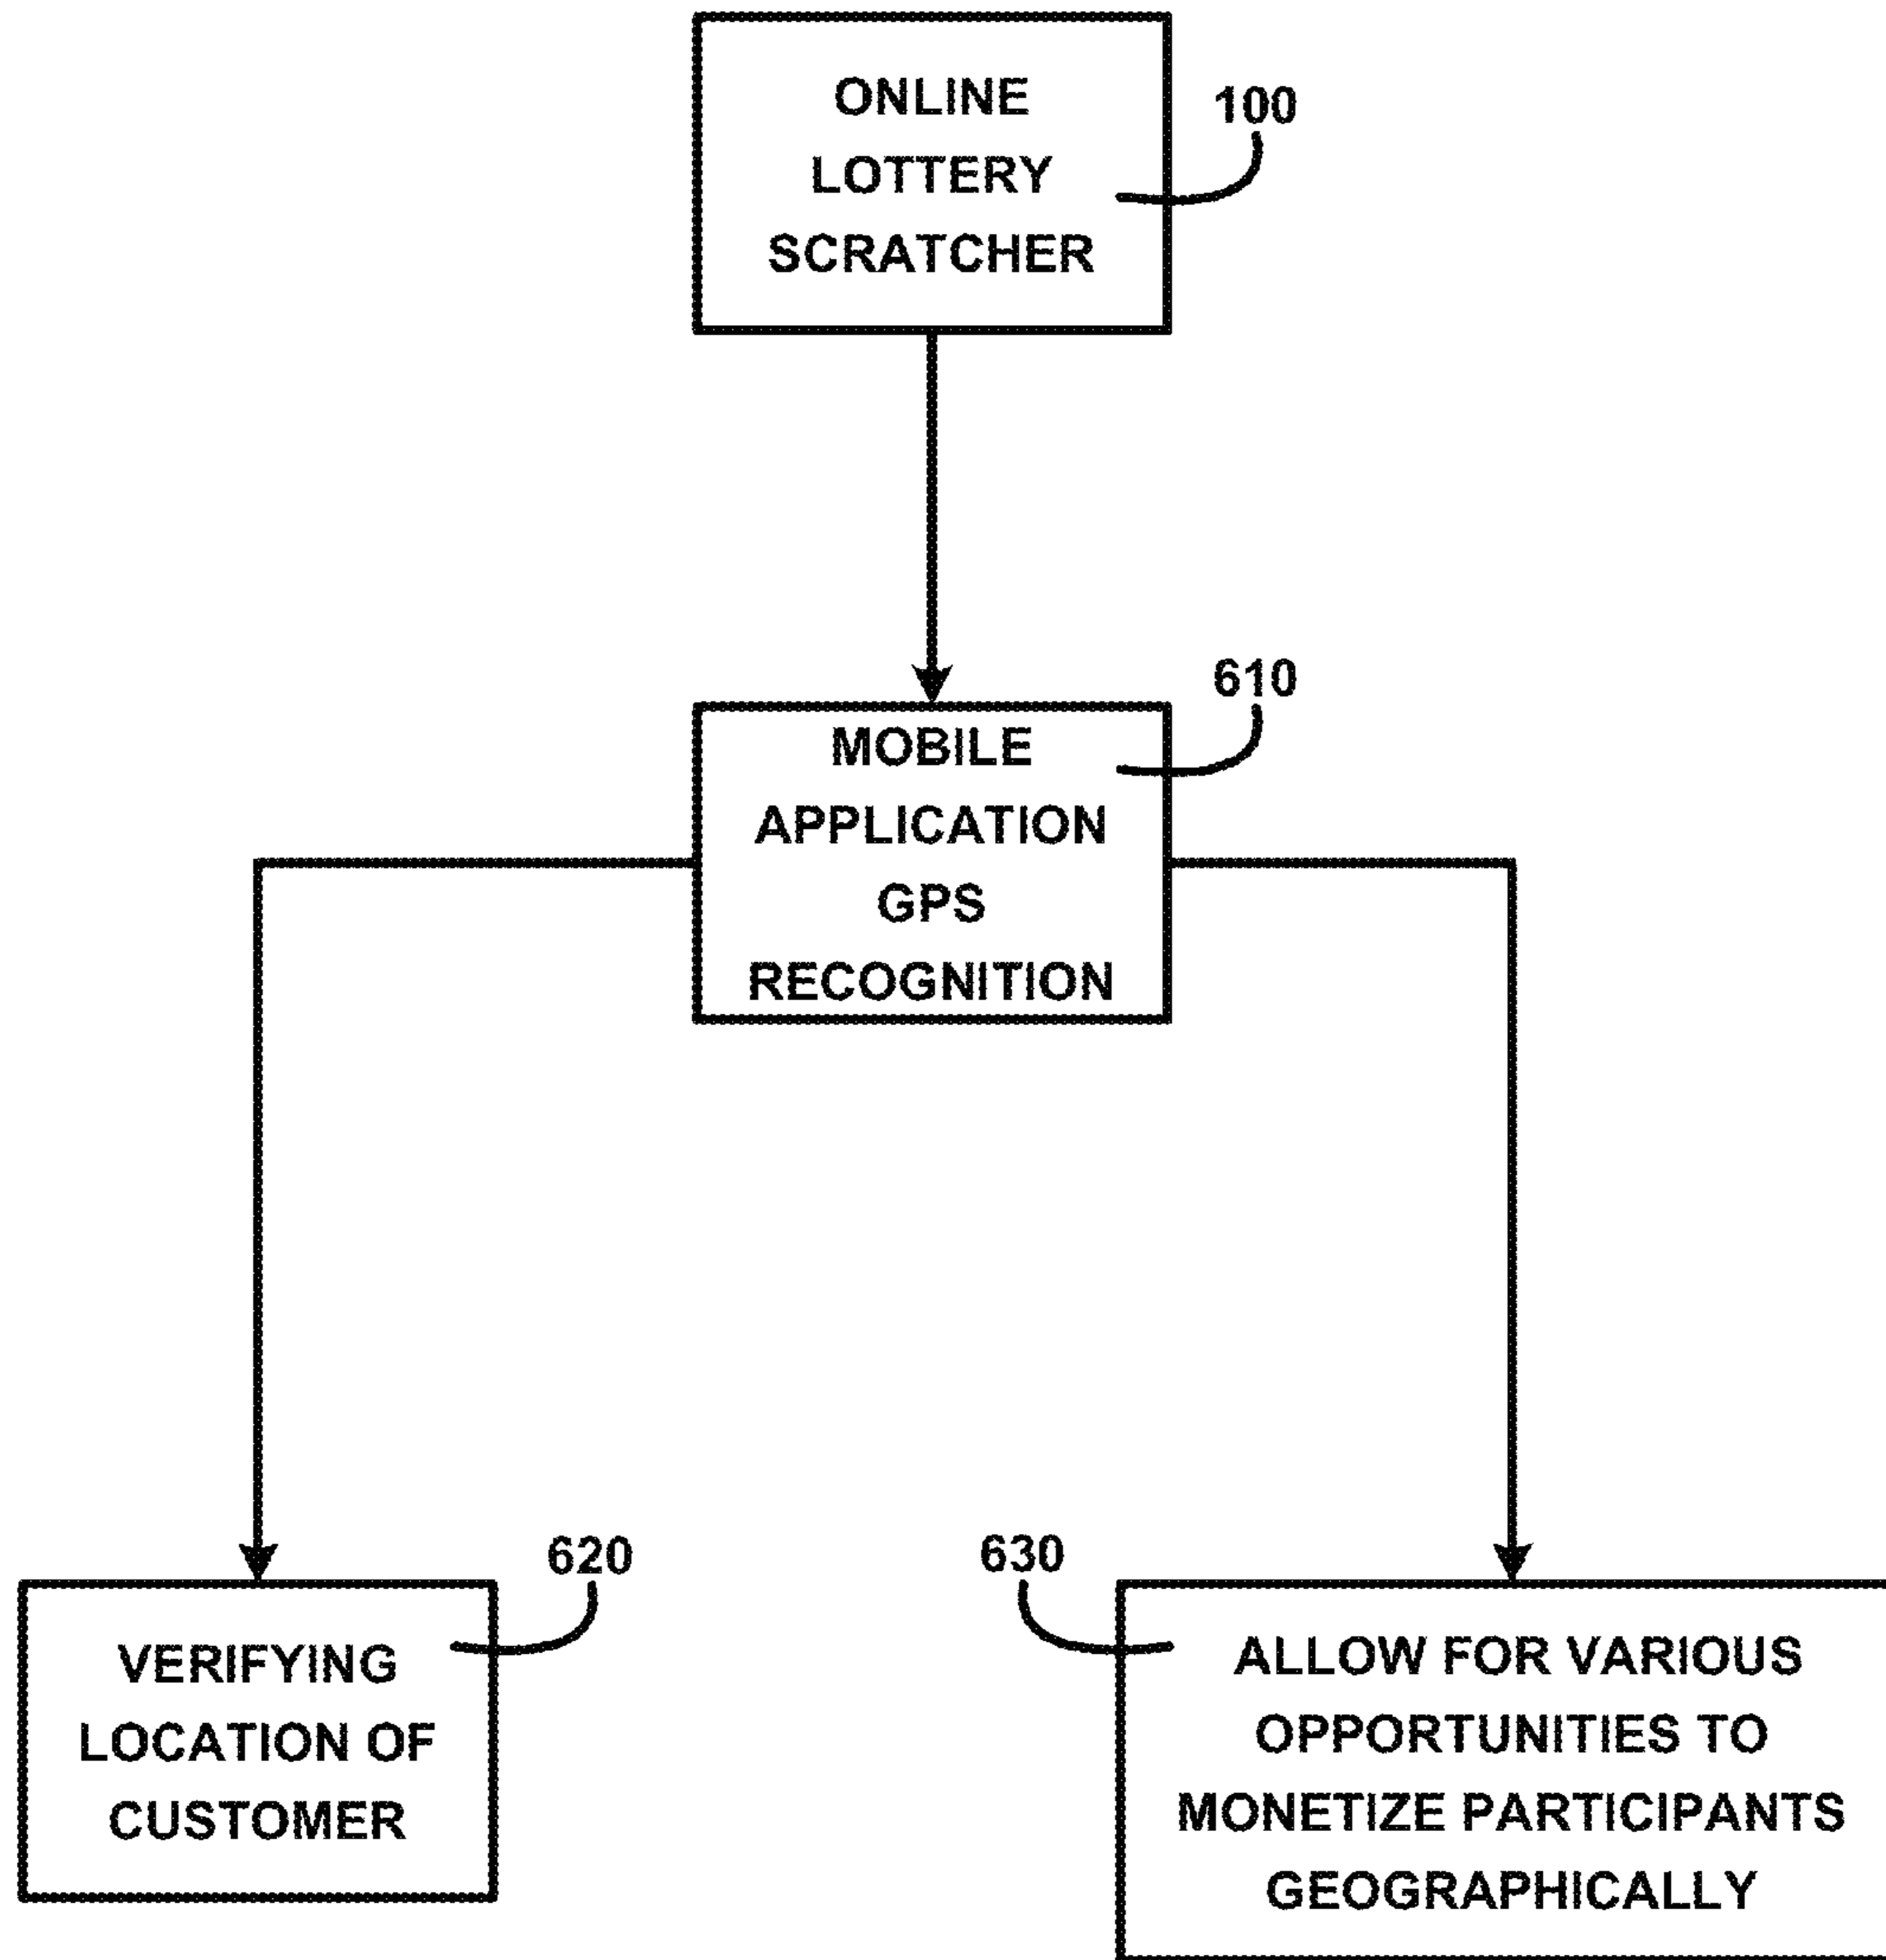 ONLINE
LOTTERY
SCRATCHER
100
MOBILE
APPLICATION
GPS
RECOGNITION
610
VERIFYING
LOCATION OF
CUSTOMER
620
630
ALLOW FOR VARIOUS
OPPORTUNITIES TO
MONETIZE PARTICIPANTS
GEOGRAPHICALLY